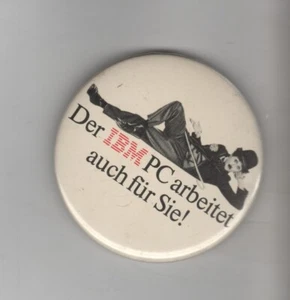 Der IBM PC arbeitet
auch für Sie!